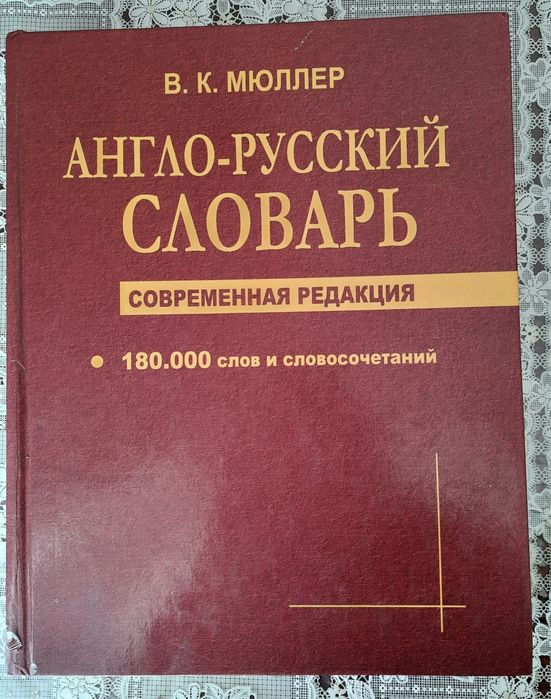 В. К. МЮЛЛЕР
АНГЛО-РУССКИЙ
СЛОВАРЬ
СОВРЕМЕННАЯ РЕДАКЦИЯ
180.000 слов и словосочетаний